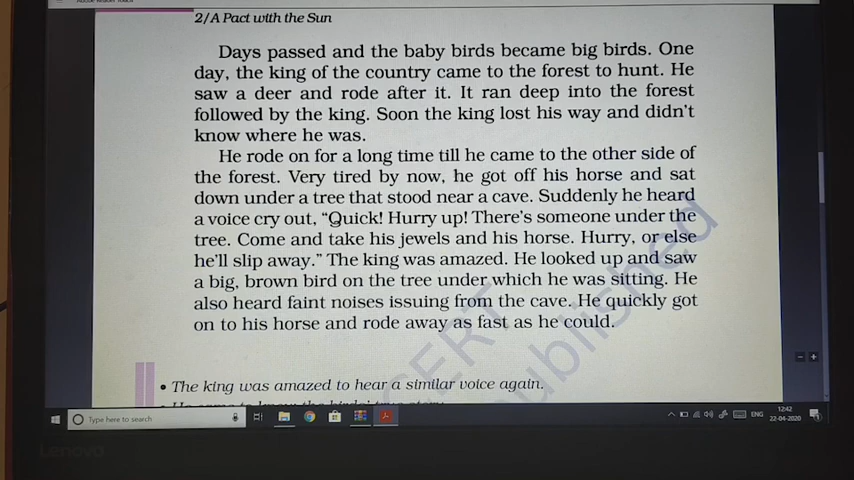 2/A Pact with the Sun
Days passed and the baby birds became big birds. One
day, the king of the country came to the forest to hunt. He
saw a deer and rode after it. It ran deep into the forest
followed by the king. Soon the king lost his way and didn't
know where he was.
He rode on for a long time till he came to the other side of
the forest. Very tired by now, he got off his horse and sat
down under a tree that stood near a cave. Suddenly he heard
a voice cry out, "Quick! Hurry up! There's someone under the
tree. Come and take his jewels and his horse. Hurry, or else
he'll slip away." The king was amazed. He looked up and saw
a big, brown bird on the tree under which he was sitting. He
also heard faint noises issuing from the cave. He quickly got
on to his horse and rode away as fast as he could.
CERT
published
• The king was amazed to hear a similar voice again.
Type here to search
ENG
12:42
22-04-2020
Lenovo